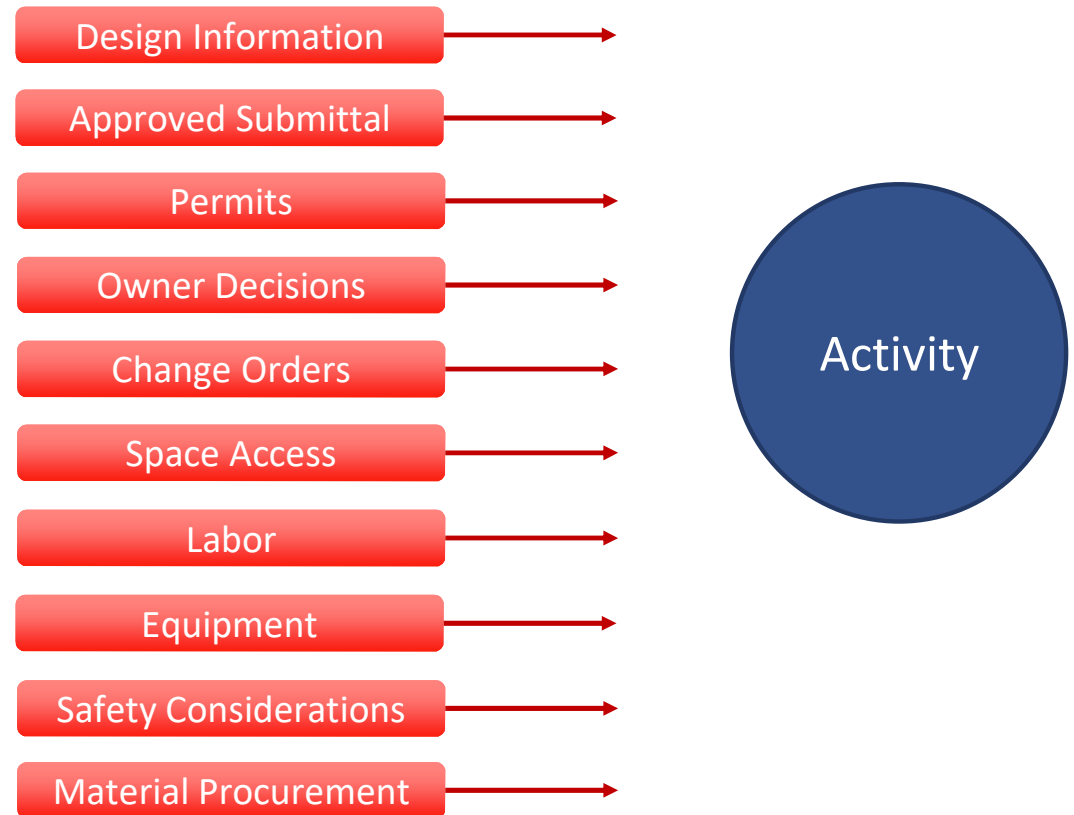 Design Information
Approved Submittal
Permits
Owner Decisions
Change Orders
Space Access
Labor
Equipment
Safety Considerations
Material Procurement
Activity